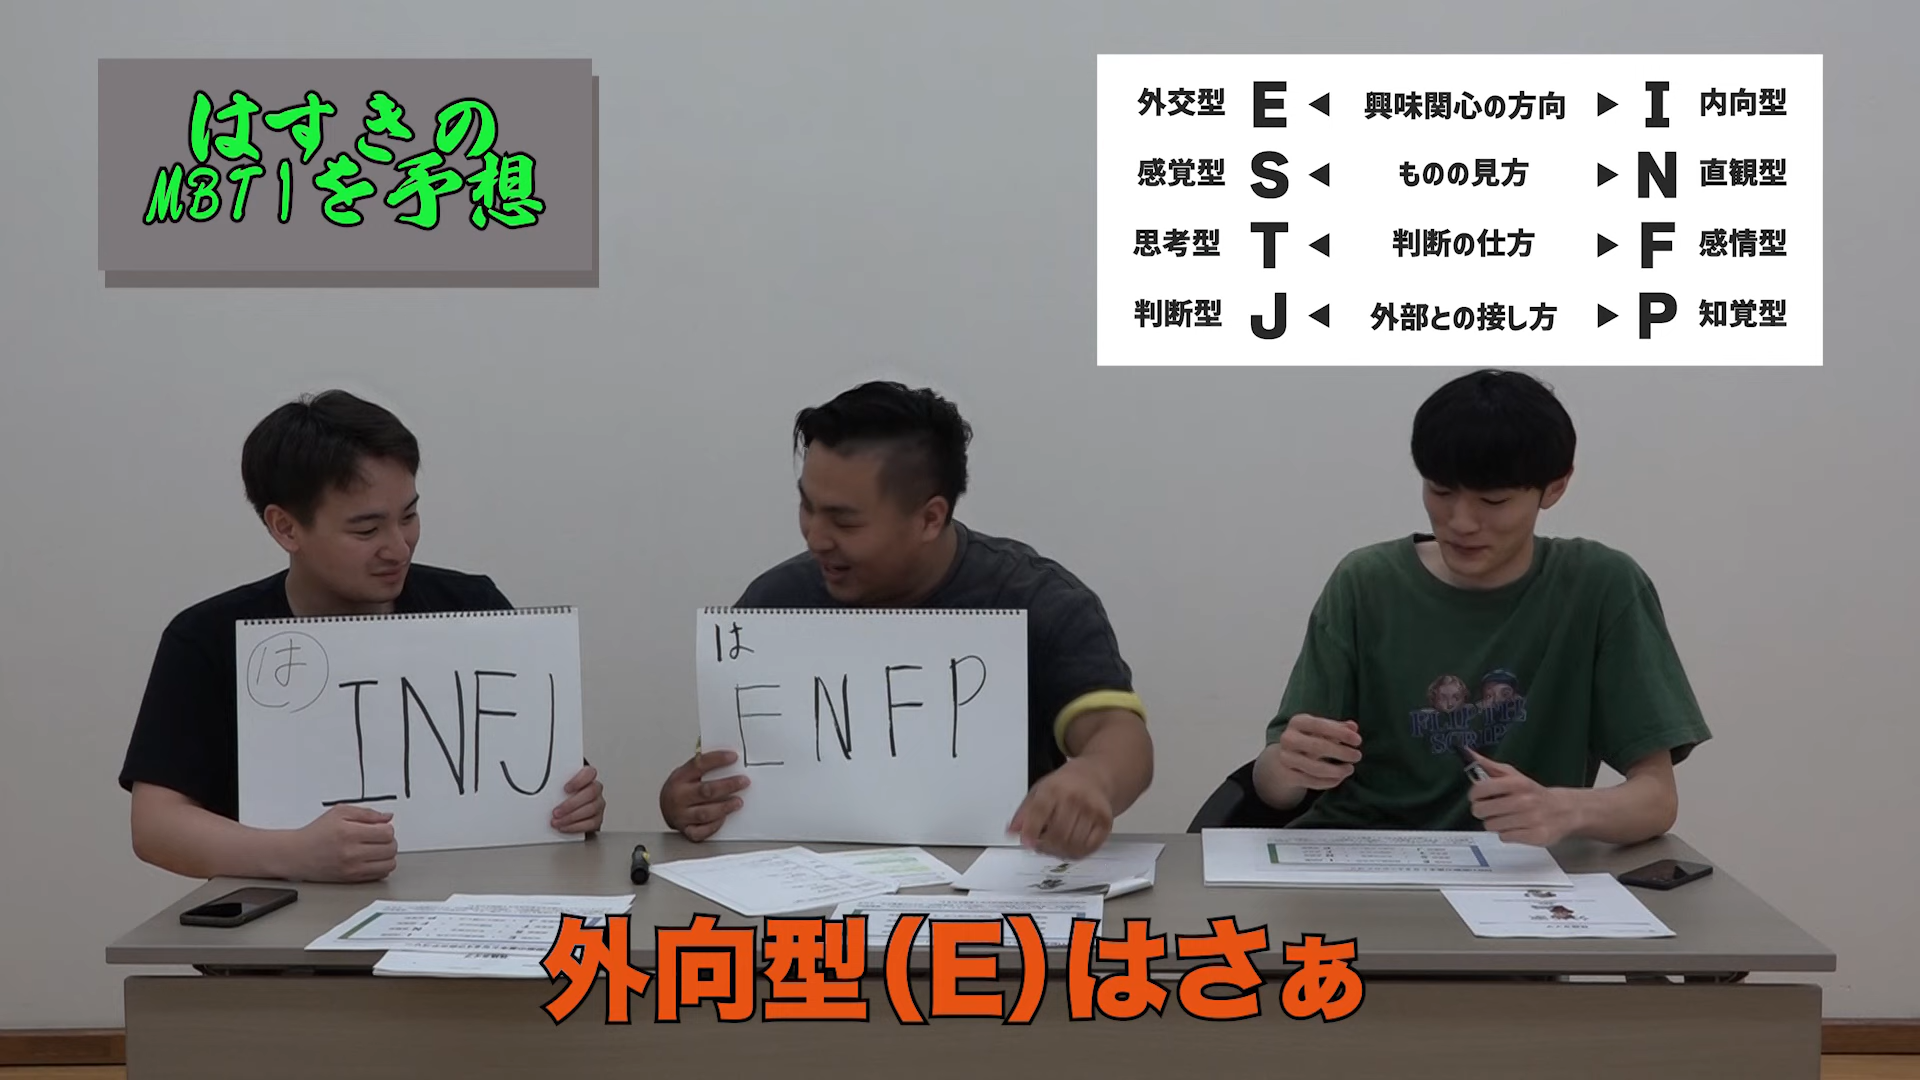 はすきの
MBTIを予想
外交型 E ◀ 興味関心の方向 ▶ I 内向型
感覚型 S ◀ ものの見方 ▶ N 直観型
思考型 T ◀ 判断の仕方 ▶ F 感情型
判断型 J ◀ 外部との接し方 ▶ P 知覚型
は
INFJ
は
ENFP
FLIP THE
SCRIPT
外向型(E)はさぁ